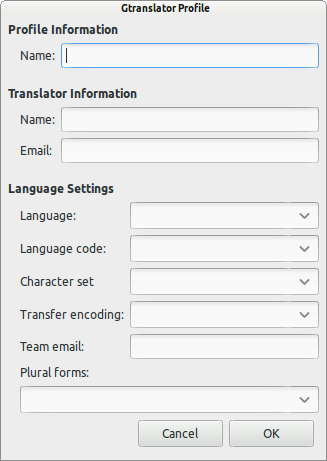 Gtranslator Profile
Profile Information
Name:
Translator Information
Name:
Email:
Language Settings
Language:
Language code:
Character set
Transfer encoding:
Team email:
Plural forms:
Cancel OK